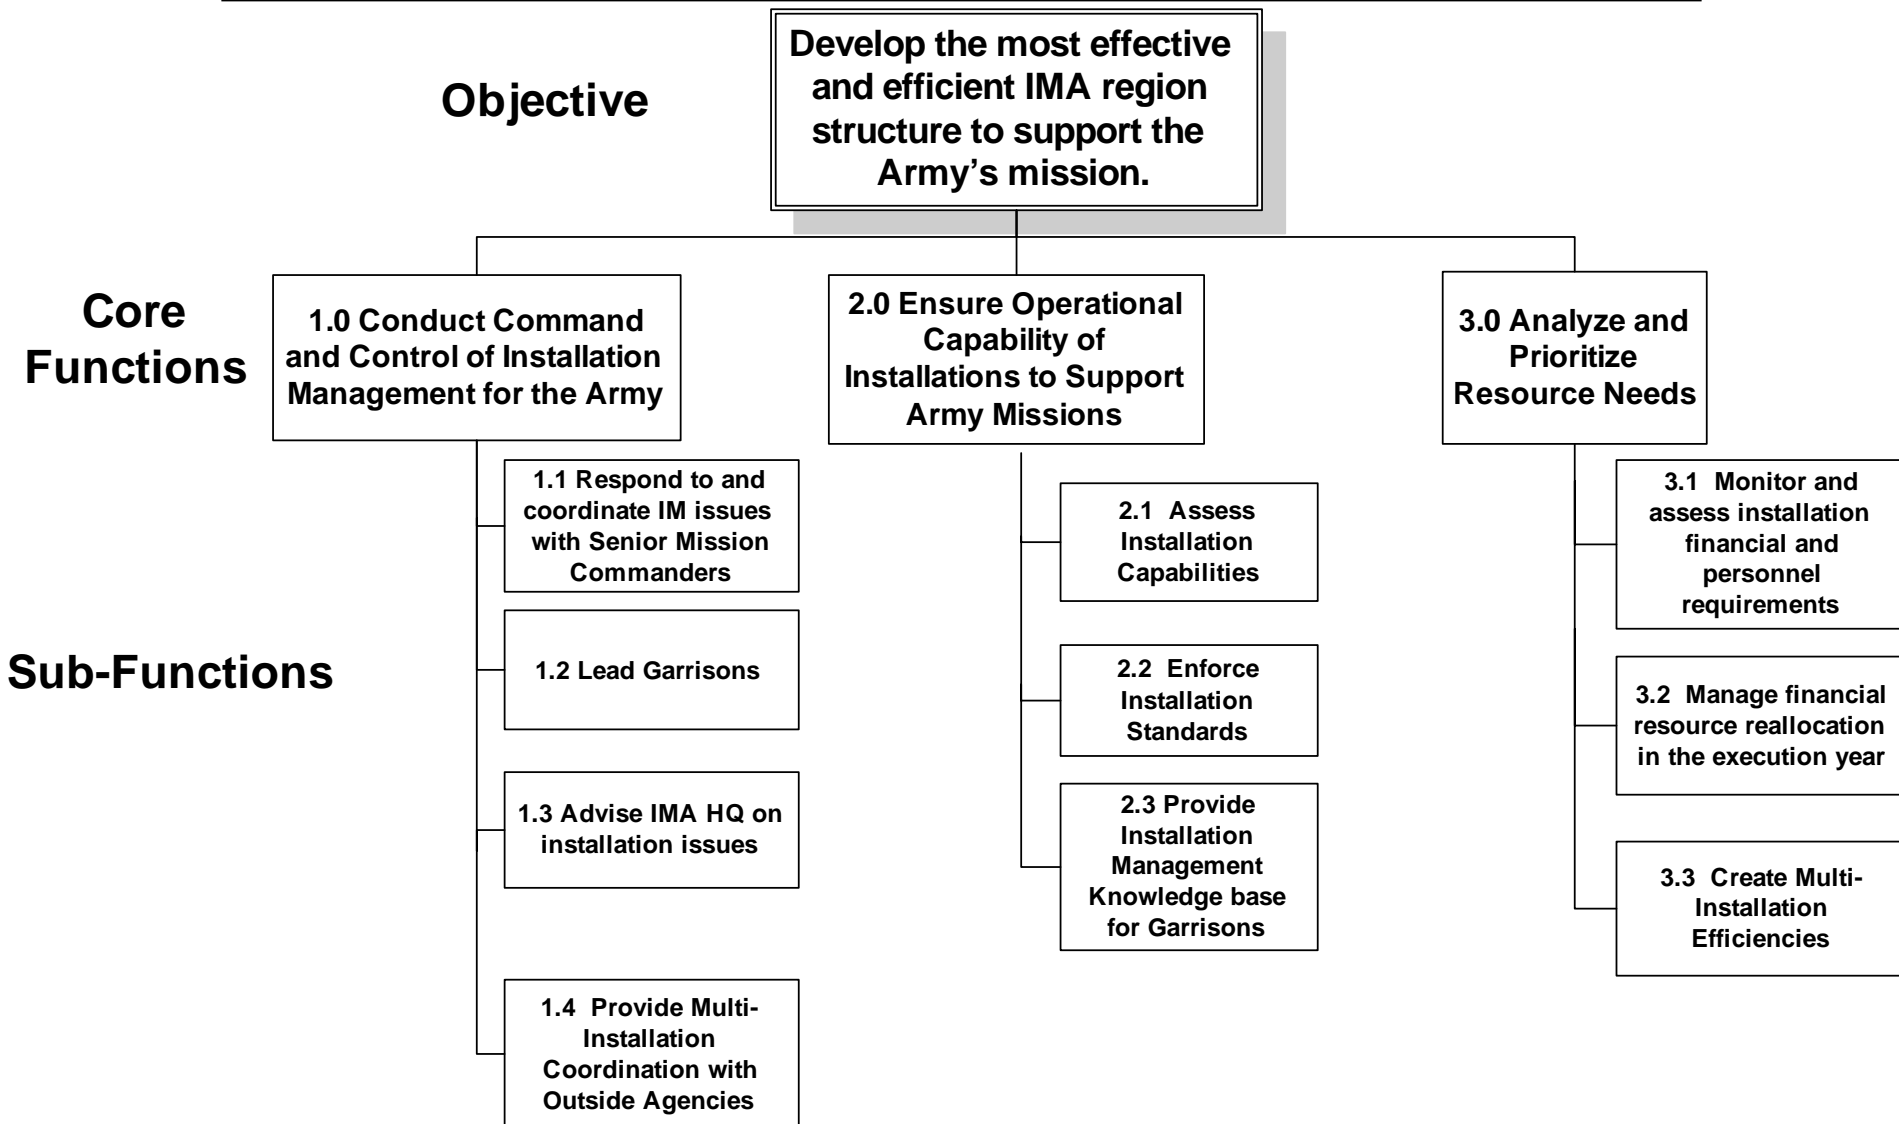 Objective
Develop the most effective
and efficient IMA region
structure to support the
Army’s mission.
Core
Functions
1.0 Conduct Command
and Control of Installation
Management for the Army
2.0 Ensure Operational
Capability of
Installations to Support
Army Missions
3.0 Analyze and
Prioritize
Resource Needs
Sub-Functions
1.1 Respond to and
coordinate IM issues
with Senior Mission
Commanders
1.2 Lead Garrisons
1.3 Advise IMA HQ on
installation issues
1.4 Provide Multi-
Installation
Coordination with
Outside Agencies
2.1 Assess
Installation
Capabilities
2.2 Enforce
Installation
Standards
2.3 Provide
Installation
Management
Knowledge base
for Garrisons
3.1 Monitor and
assess installation
financial and
personnel
requirements
3.2 Manage financial
resource reallocation
in the execution year
3.3 Create Multi-
Installation
Efficiencies